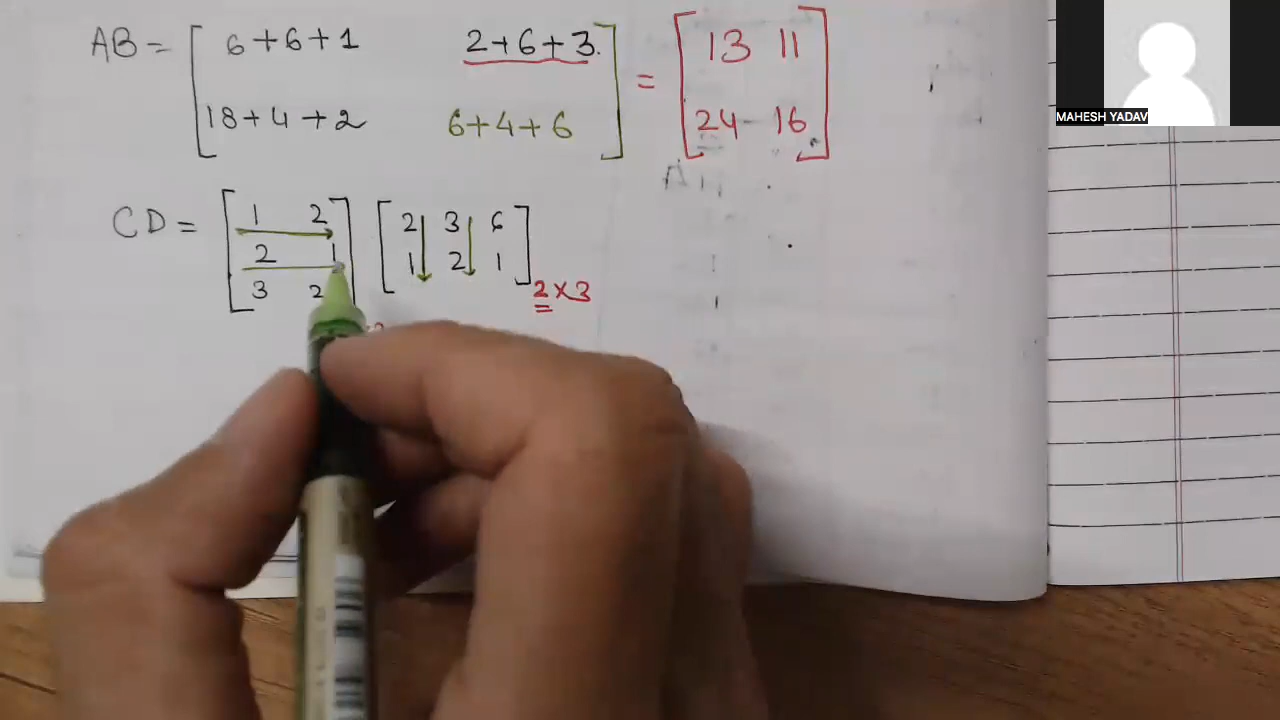 AB = [ 6+6+1 2+6+3 ] = [ 13 11 ]
[ 18+4+2 6+4+6 ] [ 24 16 ]
MAHESH YADAV
CD = [ 1 2 ] [ 2 3 6 ]
[ 2 1 ] [ 1 2 1 ] 2×3
[ 3 2 ]